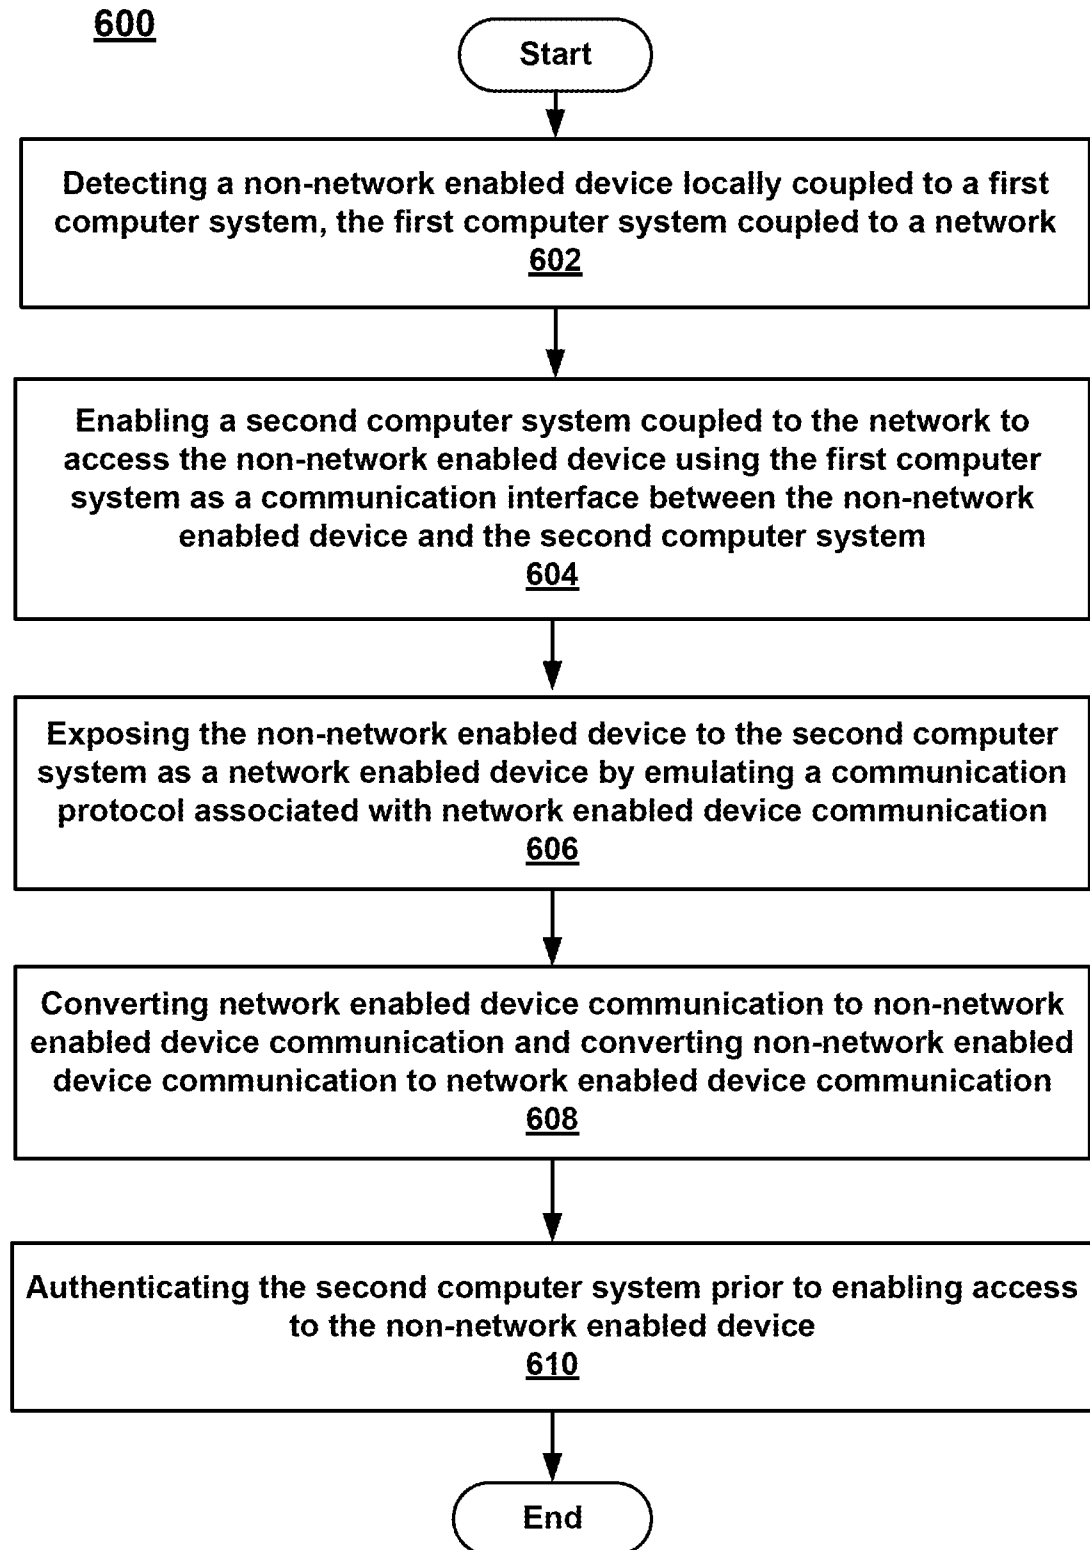 600
Start
Detecting a non-network enabled device locally coupled to a first
computer system, the first computer system coupled to a network
602
Enabling a second computer system coupled to the network to
access the non-network enabled device using the first computer
system as a communication interface between the non-network
enabled device and the second computer system
604
Exposing the non-network enabled device to the second computer
system as a network enabled device by emulating a communication
protocol associated with network enabled device communication
606
Converting network enabled device communication to non-network
enabled device communication and converting non-network enabled
device communication to network enabled device communication
608
Authenticating the second computer system prior to enabling access
to the non-network enabled device
610
End